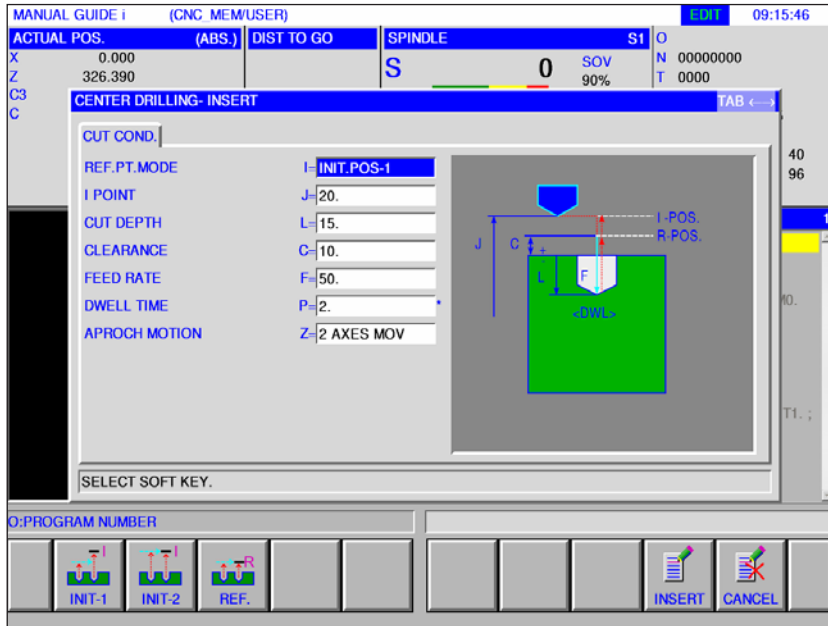 MANUAL GUIDE i (CNC_MEM/USER) EDIT 09:15:46
ACTUAL POS. (ABS.) DIST TO GO SPINDLE S1 O
X 0.000 S 0 SOV N 00000000
Z 326.390 90% T 0000
C3
C
40
96
CENTER DRILLING- INSERT TAB ←→
CUT COND.
REF.PT.MODE I=INIT.POS-1
I POINT J=20.
CUT DEPTH L=15.
CLEARANCE C=10.
FEED RATE F=50.
DWELL TIME P=2. *
APROCH MOTION Z=2 AXES MOV
I -POS.
R-POS.
J C + -
L F
<DWL>
1
M0.
T1. ;
SELECT SOFT KEY.
O:PROGRAM NUMBER
I I R
INIT-1 INIT-2 REF. INSERT CANCEL